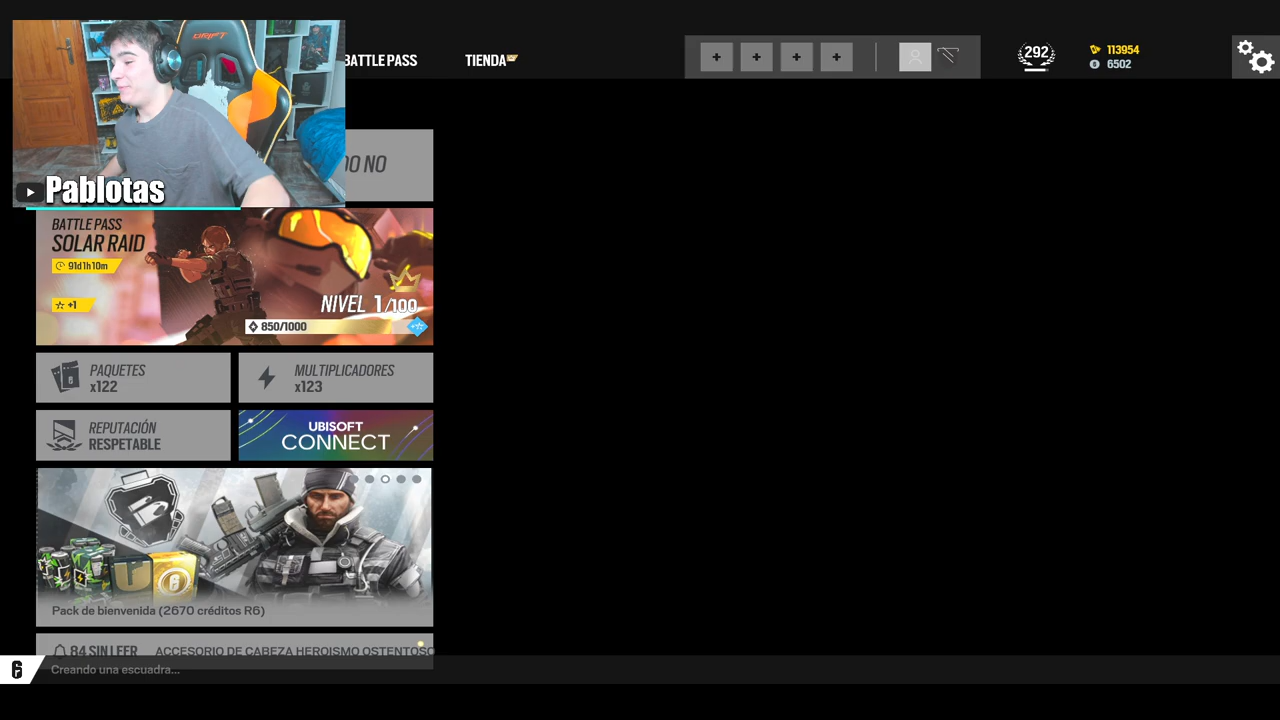 BATTLE PASS
TIENDA
292
113954
6502
DRIFT
Pablotas
DO NO
BATTLE PASS
SOLAR RAID
91d 1h 10m
+1
NIVEL 1/100
850/1000
PAQUETES
x122
MULTIPLICADORES
x123
REPUTACIÓN
RESPETABLE
UBISOFT
CONNECT
Pack de bienvenida (2670 créditos R6)
84 SIN LEER
ACCESORIO DE CABEZA HEROISMO OSTENTOSO
6
Creando una escuadra...